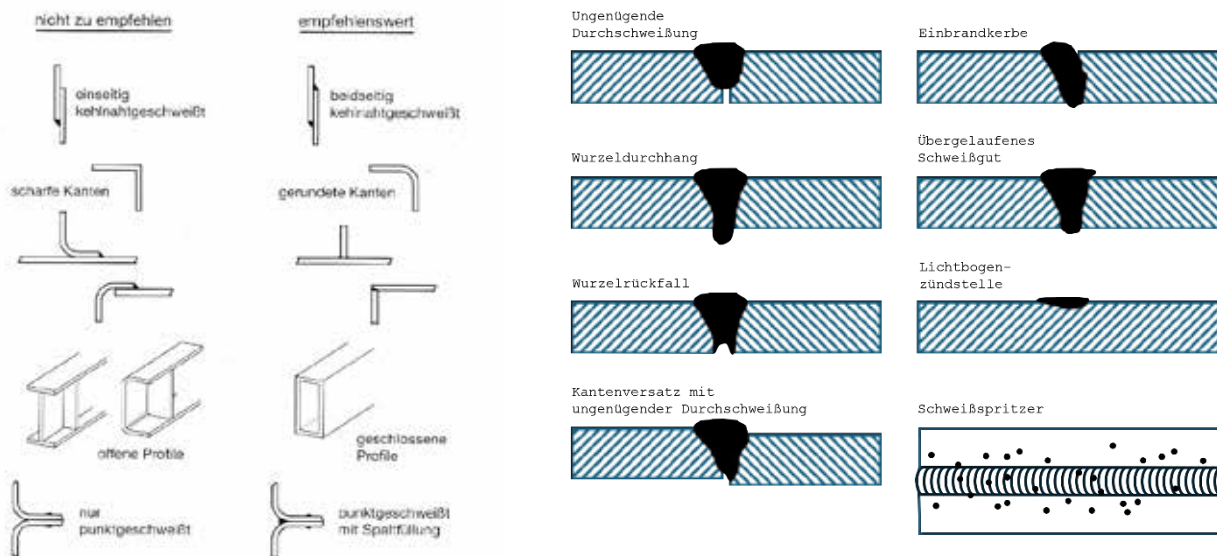 nicht zu empfehlen
empfehlenswert
einseitig
kehlnahtgeschweißt
beidseitig
kehlnahtgeschweißt
scharfe Kanten
gerundete Kanten
offene Profile
geschlossene
Profile
nur
punktgeschweißt
punktgeschweißt
mit Spaltfüllung
Ungenügende
Durchschweißung
Einbrandkerbe
Wurzeldurchhang
Übergelaufenes
Schweißgut
Wurzelrückfall
Lichtbogen-
zündstelle
Kantenversatz mit
ungenügender Durchschweißung
Schweißspritzer